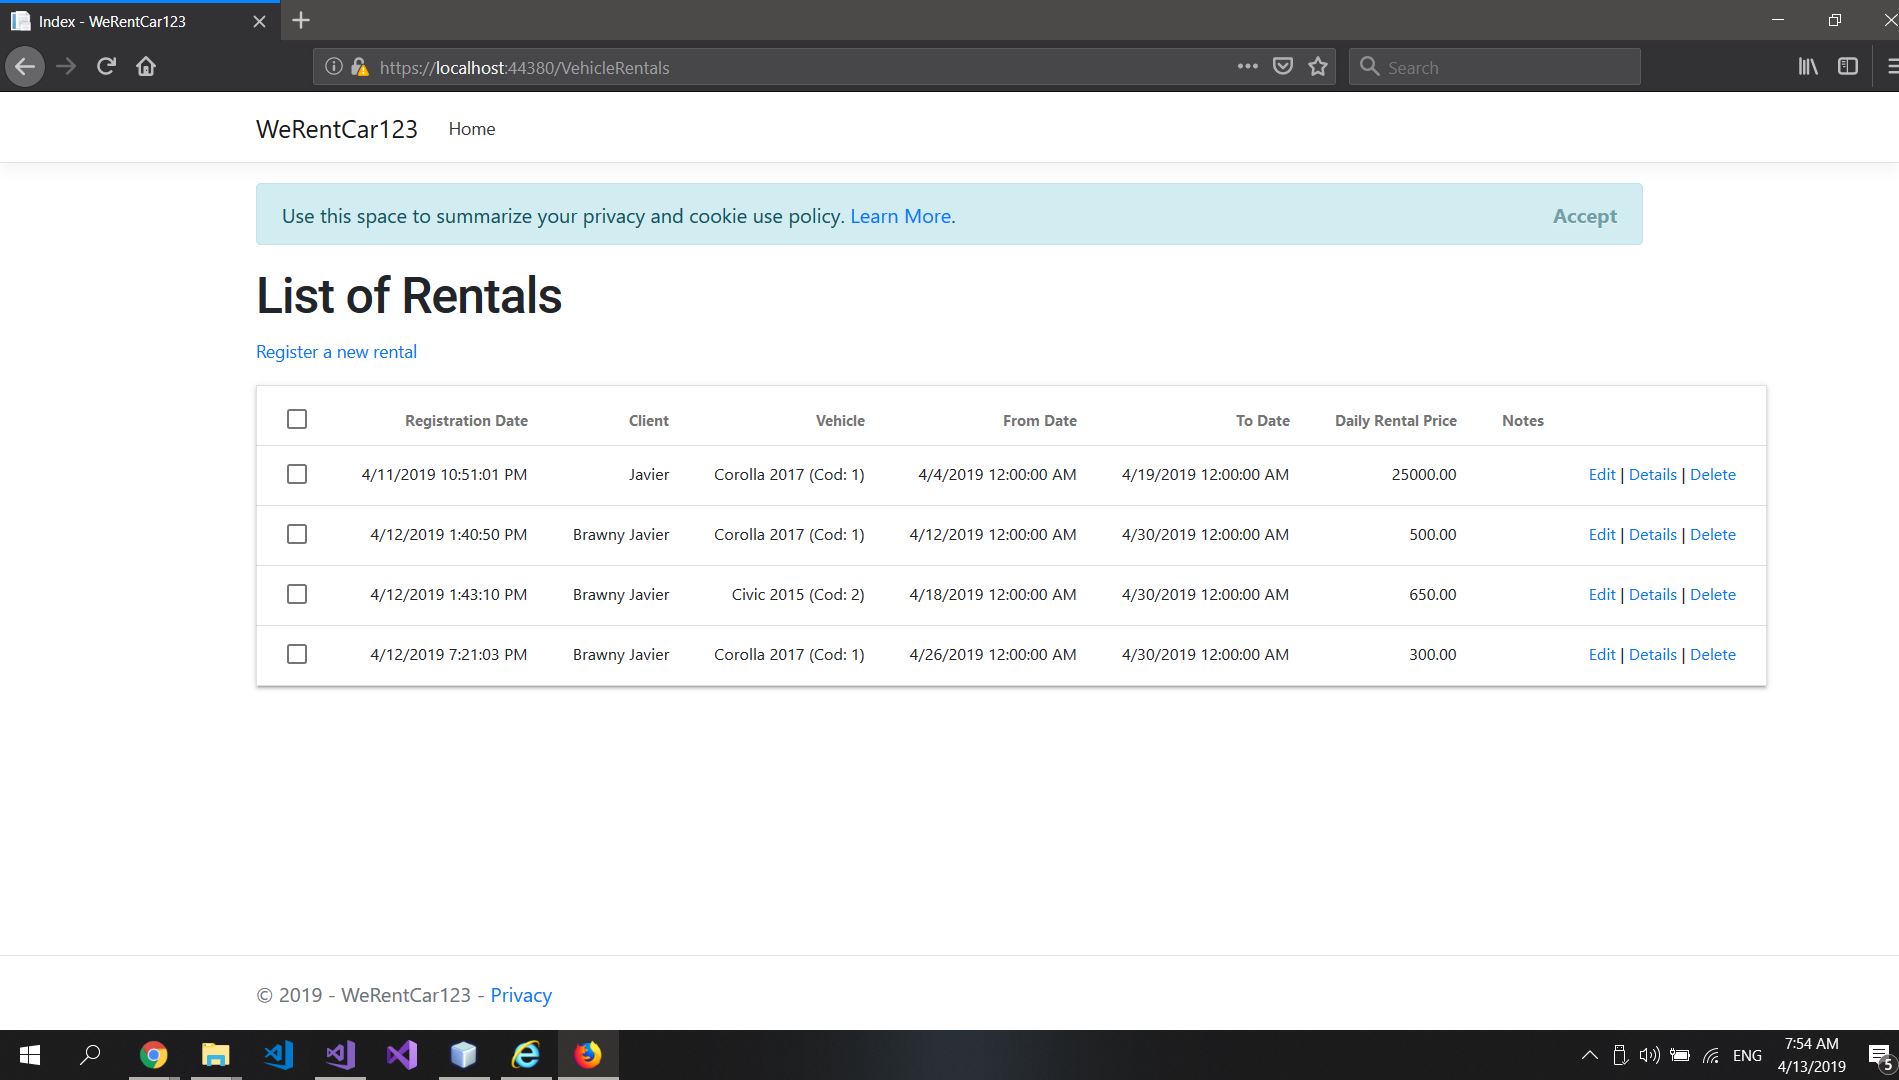 Index - WeRentCar123
https://localhost:44380/VehicleRentals
Search
WeRentCar123 Home
Use this space to summarize your privacy and cookie use policy. Learn More. Accept
List of Rentals
Register a new rental
Registration Date Client Vehicle From Date To Date Daily Rental Price Notes
4/11/2019 10:51:01 PM Javier Corolla 2017 (Cod: 1) 4/4/2019 12:00:00 AM 4/19/2019 12:00:00 AM 25000.00 Edit | Details | Delete
4/12/2019 1:40:50 PM Brawny Javier Corolla 2017 (Cod: 1) 4/12/2019 12:00:00 AM 4/30/2019 12:00:00 AM 500.00 Edit | Details | Delete
4/12/2019 1:43:10 PM Brawny Javier Civic 2015 (Cod: 2) 4/18/2019 12:00:00 AM 4/30/2019 12:00:00 AM 650.00 Edit | Details | Delete
4/12/2019 7:21:03 PM Brawny Javier Corolla 2017 (Cod: 1) 4/26/2019 12:00:00 AM 4/30/2019 12:00:00 AM 300.00 Edit | Details | Delete
© 2019 - WeRentCar123 - Privacy
ENG
7:54 AM
4/13/2019
5